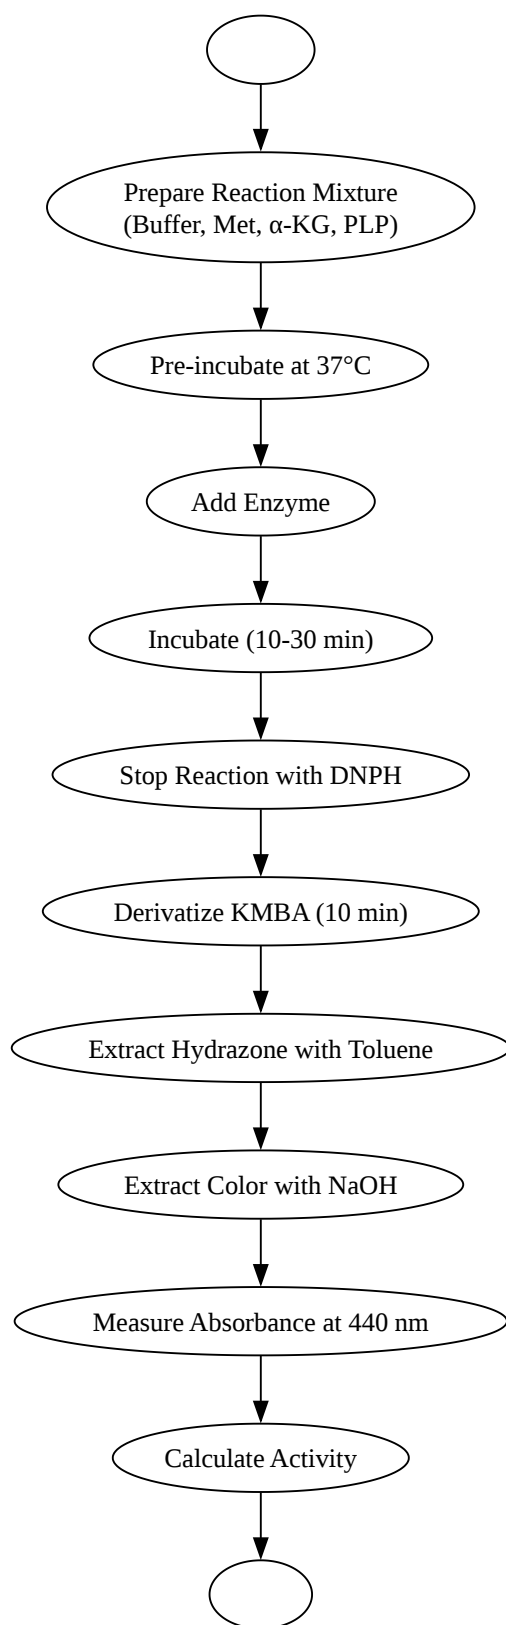 Prepare Reaction Mixture
(Buffer, Met, α-KG, PLP)
Pre-incubate at 37°C
Add Enzyme
Incubate (10-30 min)
Stop Reaction with DNPH
Derivatize KMBA (10 min)
Extract Hydrazone with Toluene
Extract Color with NaOH
Measure Absorbance at 440 nm
Calculate Activity